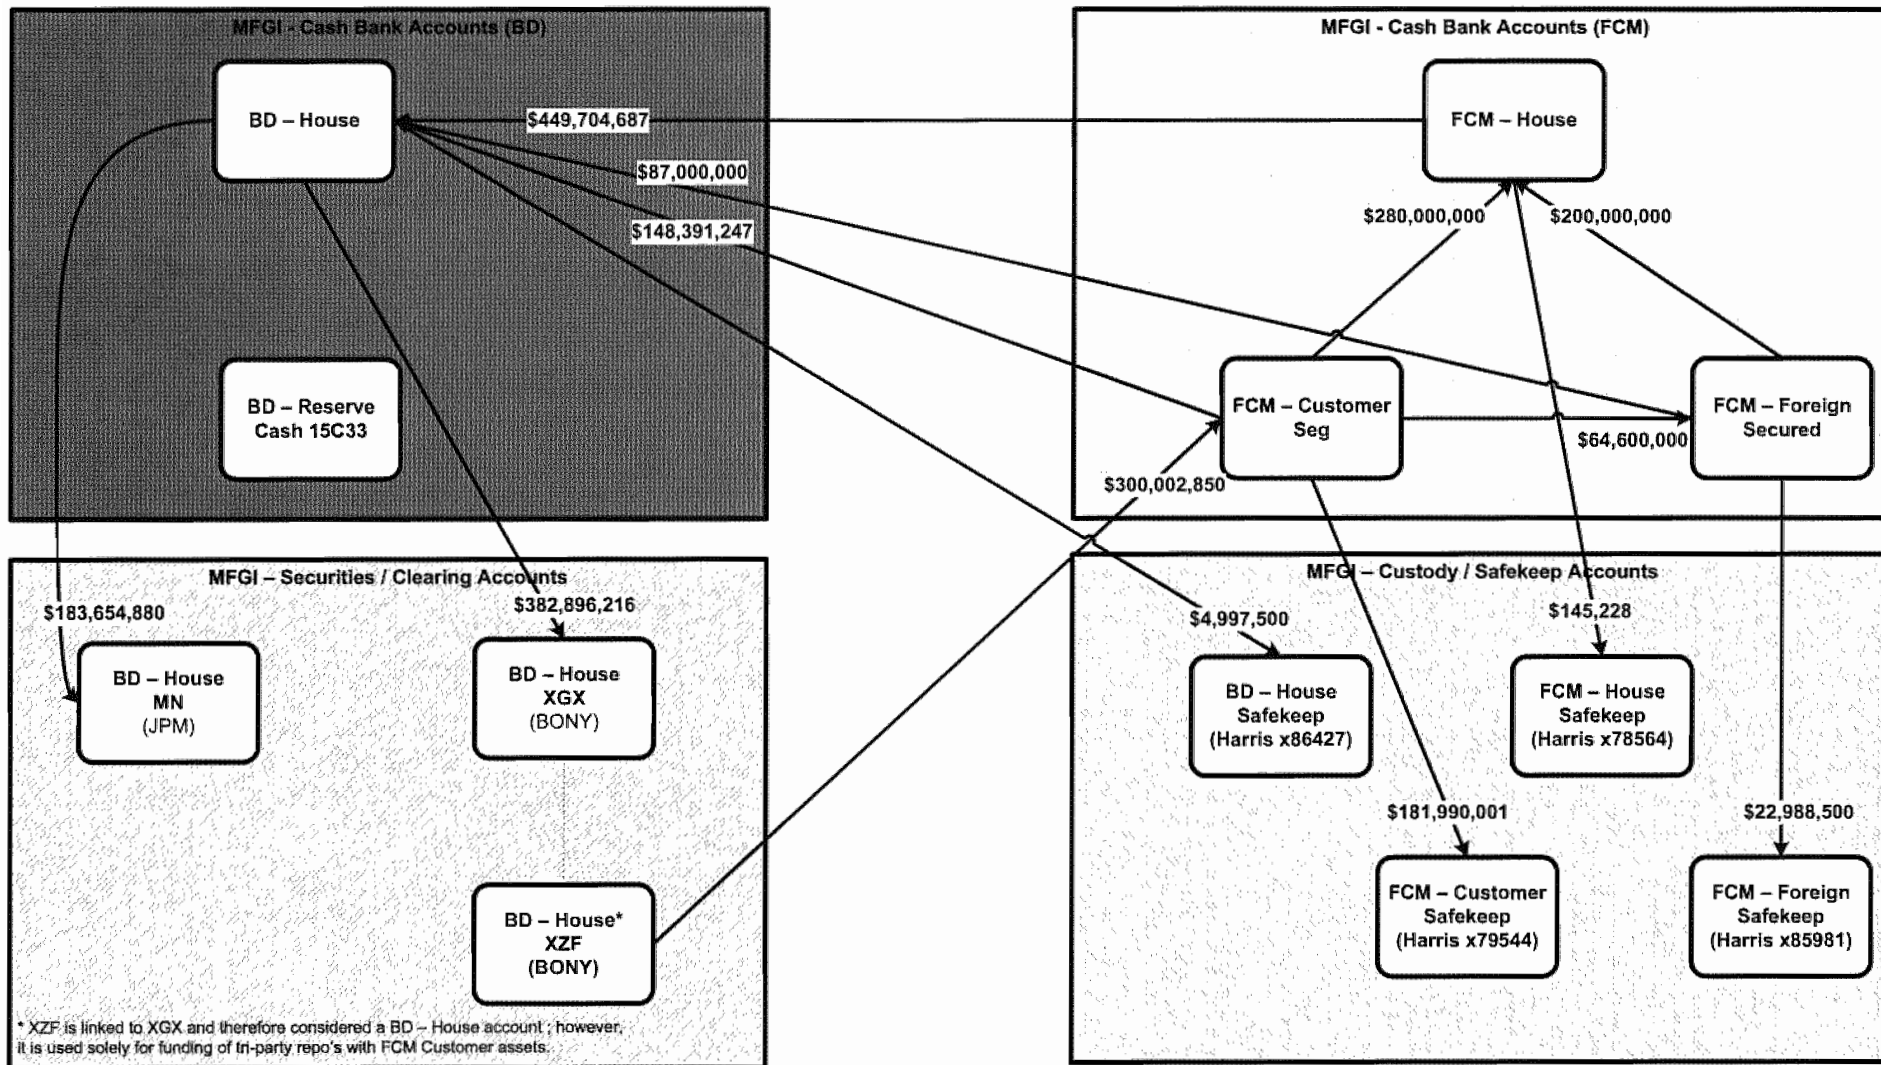 MFGI - Cash Bank Accounts (BD)
BD – House
BD – Reserve
Cash 15C33
$449,704,687
$87,000,000
$148,391,247
MFGI - Cash Bank Accounts (FCM)
FCM – House
$280,000,000
$200,000,000
FCM – Customer
Seg
FCM – Foreign
Secured
$64,600,000
$300,002,850
MFGI – Securities / Clearing Accounts
$183,654,880
$382,896,216
BD – House
MN
(JPM)
BD – House
XGX
(BONY)
BD – House*
XZF
(BONY)
* XZF is linked to XGX and therefore considered a BD – House account ; however,
it is used solely for funding of tri-party repo's with FCM Customer assets.
MFGI – Custody / Safekeep Accounts
$4,997,500
$145,228
BD – House
Safekeep
(Harris x86427)
FCM – House
Safekeep
(Harris x78564)
$181,990,001
$22,988,500
FCM – Customer
Safekeep
(Harris x79544)
FCM – Foreign
Safekeep
(Harris x85981)